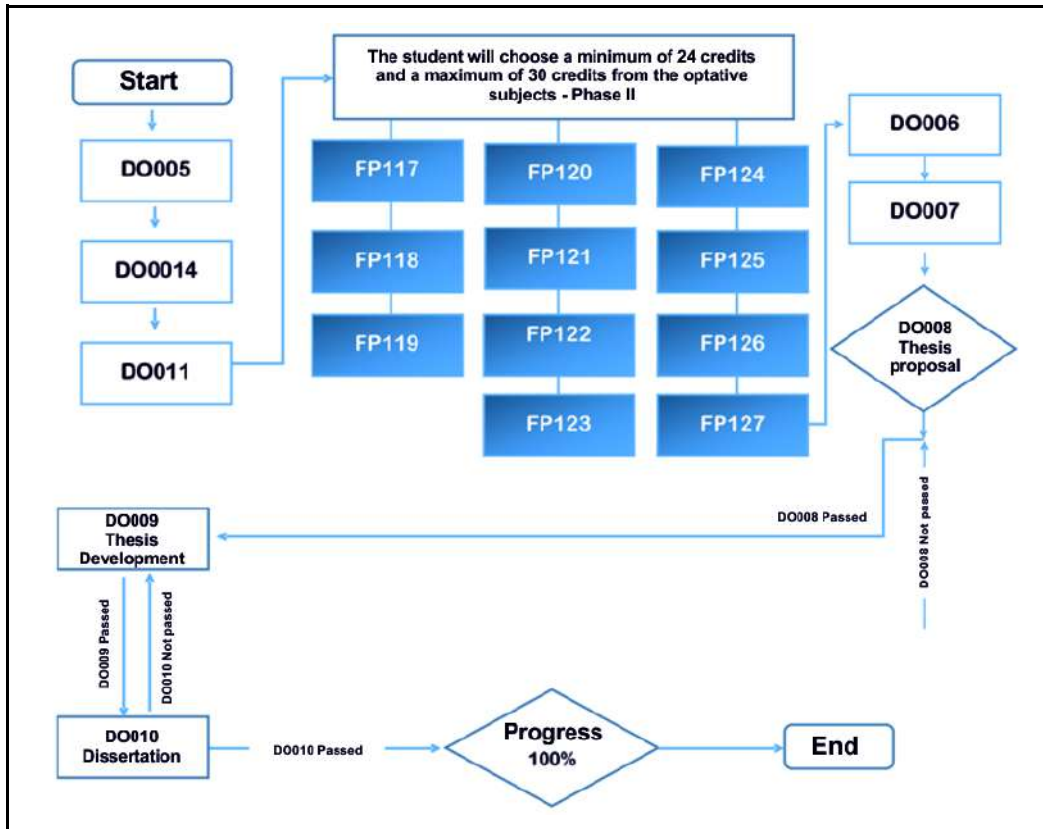 Start
DO005
DO0014
DO011
The student will choose a minimum of 24 credits
and a maximum of 30 credits from the optative
subjects - Phase II
FP117
FP118
FP119
FP120
FP121
FP122
FP123
FP124
FP125
FP126
FP127
DO006
DO007
DO008
Thesis
proposal
DO008 Passed
DO008 Not passed
DO009
Thesis
Development
DO009 Passed
DO010 Not passed
DO010
Dissertation
DO010 Passed
Progress
100%
End